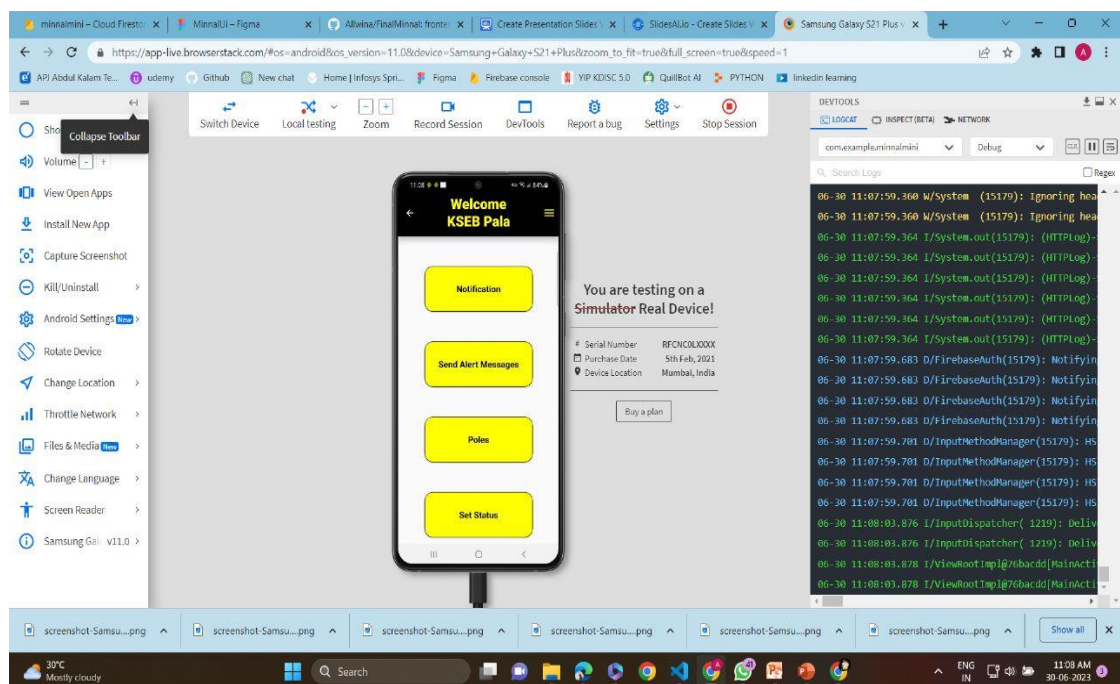 minnalmini – Cloud Firestor
MinnalUi – Figma
Allwina/FinalMinnal: fronte
Create Presentation Slides
SlidesAI.io - Create Slides V
Samsung Galaxy S21 Plus v
https://app-live.browserstack.com/#os=android&os_version=11.0&device=Samsung+Galaxy+S21+Plus&zoom_to_fit=true&full_screen=true&speed=1
A
API Abdul Kalam Te...
udemy
Github
New chat
Home | Infosys Spri...
Figma
Firebase console
YIP KDISC 5.0
QuillBot AI
PYTHON
linkedin learning
Sho
Collapse Toolbar
Volume - +
View Open Apps
Install New App
Capture Screenshot
Kill/Uninstall
Android Settings New
Rotate Device
Change Location
Throttle Network
Files & Media New
Change Language
Screen Reader
Samsung Gal v11.0
Switch Device
Local testing
Zoom
Record Session
DevTools
Report a bug
Settings
Stop Session
11:08
84%
Welcome
KSEB Pala
Notification
Send Alert Messages
Poles
Set Status
You are testing on a
Simulator Real Device!
# Serial Number RFCNC0LXXXX
Purchase Date 5th Feb, 2021
Device Location Mumbai, India
Buy a plan
DEVTOOLS
LOGCAT INSPECT (BETA) NETWORK
com.example.minnalmini Debug
Search Logs Regex
06-30 11:07:59.360 W/System (15179): Ignoring hea
06-30 11:07:59.360 W/System (15179): Ignoring hea
06-30 11:07:59.364 I/System.out(15179): (HTTPLog)-
06-30 11:07:59.364 I/System.out(15179): (HTTPLog)-
06-30 11:07:59.364 I/System.out(15179): (HTTPLog)-
06-30 11:07:59.364 I/System.out(15179): (HTTPLog)-
06-30 11:07:59.364 I/System.out(15179): (HTTPLog)-
06-30 11:07:59.364 I/System.out(15179): (HTTPLog)-
06-30 11:07:59.683 D/FirebaseAuth(15179): Notifyin
06-30 11:07:59.683 D/FirebaseAuth(15179): Notifyin
06-30 11:07:59.683 D/FirebaseAuth(15179): Notifyin
06-30 11:07:59.683 D/FirebaseAuth(15179): Notifyin
06-30 11:07:59.701 D/InputMethodManager(15179): HS
06-30 11:07:59.701 D/InputMethodManager(15179): HS
06-30 11:07:59.701 D/InputMethodManager(15179): HS
06-30 11:07:59.701 D/InputMethodManager(15179): HS
06-30 11:08:03.876 I/InputDispatcher( 1219): Deliv
06-30 11:08:03.876 I/InputDispatcher( 1219): Deliv
06-30 11:08:03.878 I/ViewRootImpl@76bacdd[MainActi
06-30 11:08:03.878 I/ViewRootImpl@76bacdd[MainActi
screenshot-Samsu....png
screenshot-Samsu....png
screenshot-Samsu....png
screenshot-Samsu....png
screenshot-Samsu....png
screenshot-Samsu....png
Show all
30°C
Mostly cloudy
Search
41
ENG
IN
11:08 AM
30-06-2023
3